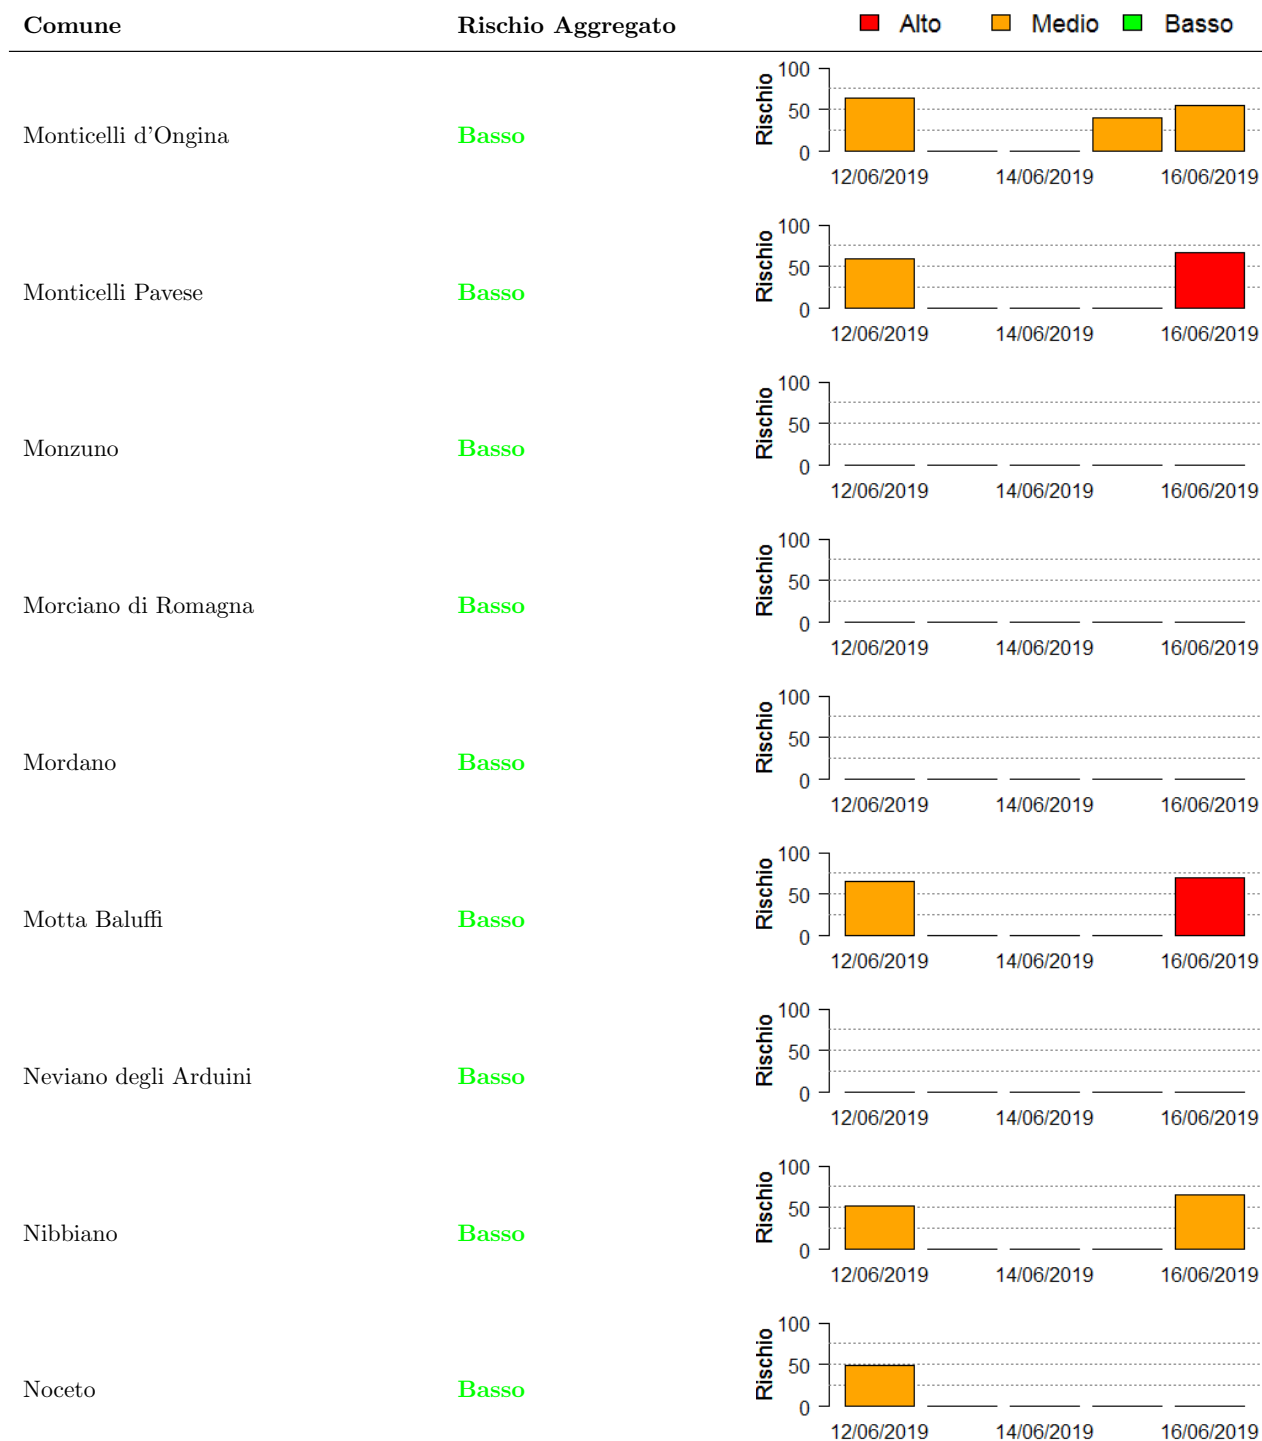 Comune Rischio Aggregato Alto Medio Basso
100
50
0
Rischio
Monticelli d'Ongina Basso
12/06/2019 14/06/2019 16/06/2019
100
50
0
Rischio
Monticelli Pavese Basso
12/06/2019 14/06/2019 16/06/2019
100
50
0
Rischio
Monzuno Basso
12/06/2019 14/06/2019 16/06/2019
100
50
0
Rischio
Morciano di Romagna Basso
12/06/2019 14/06/2019 16/06/2019
100
50
0
Rischio
Mordano Basso
12/06/2019 14/06/2019 16/06/2019
100
50
0
Rischio
Motta Baluffi Basso
12/06/2019 14/06/2019 16/06/2019
100
50
0
Rischio
Neviano degli Arduini Basso
12/06/2019 14/06/2019 16/06/2019
100
50
0
Rischio
Nibbiano Basso
12/06/2019 14/06/2019 16/06/2019
100
50
0
Rischio
Noceto Basso
12/06/2019 14/06/2019 16/06/2019